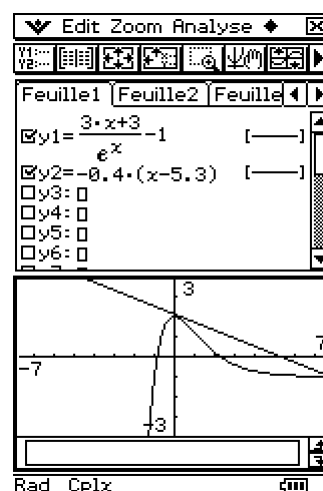 Edit Zoom Analyse
Feuille1 Feuille2 Feuille
y1=(3·x+3)/e^x-1
y2=-0.4·(x-5.3)
y3:
y4:
y5:
y6:
3
-7 7
-3
Rad Cplx